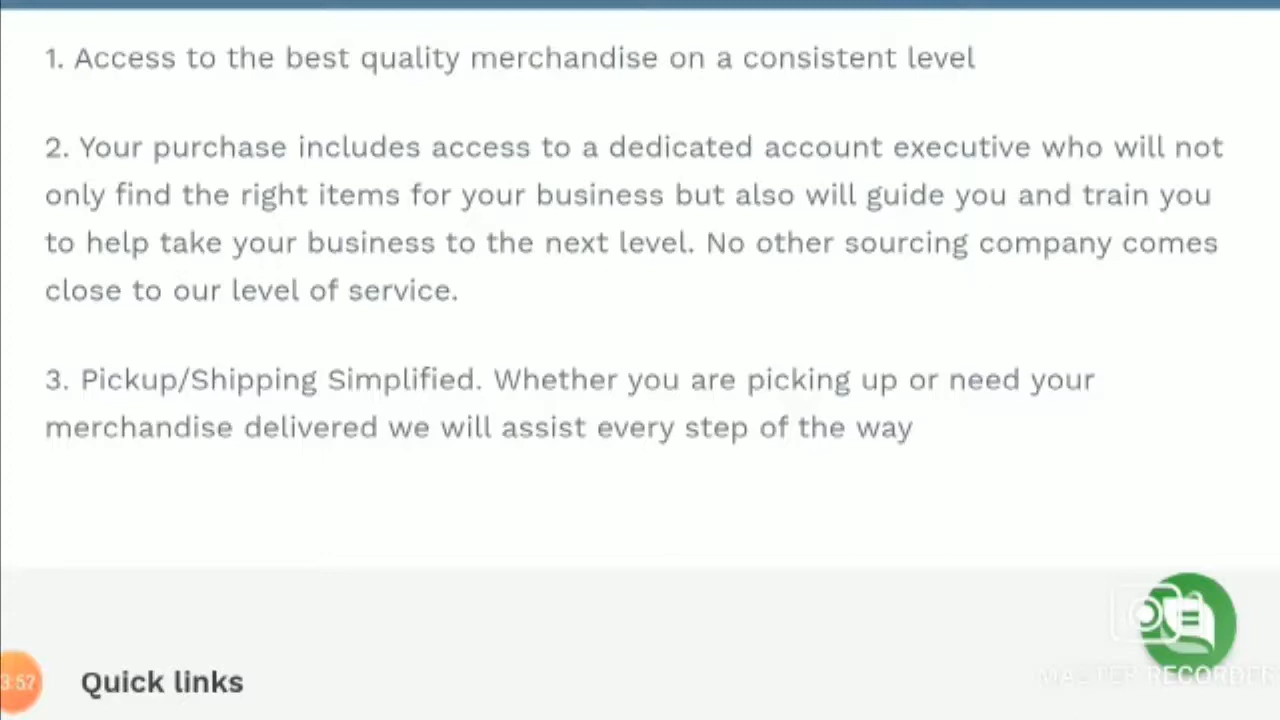 1. Access to the best quality merchandise on a consistent level
2. Your purchase includes access to a dedicated account executive who will not
only find the right items for your business but also will guide you and train you
to help take your business to the next level. No other sourcing company comes
close to our level of service.
3. Pickup/Shipping Simplified. Whether you are picking up or need your
merchandise delivered we will assist every step of the way
3:57
Quick links
MASTER RECORDER